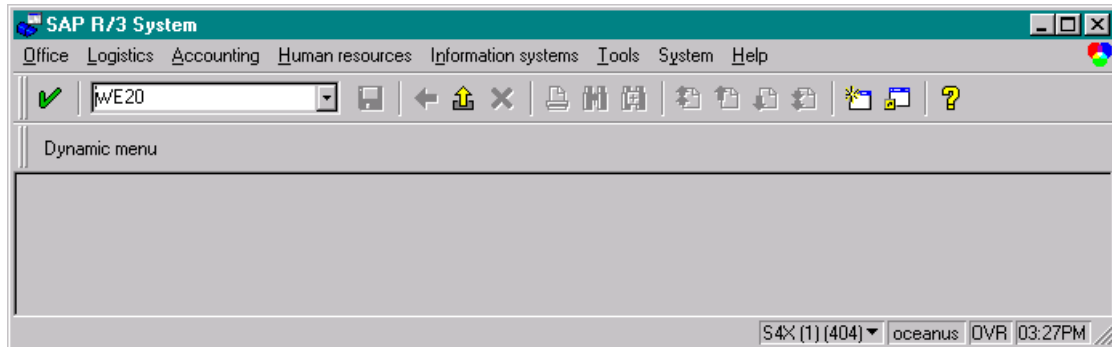 SAP R/3 System
Office Logistics Accounting Human resources Information systems Tools System Help
WE20
Dynamic menu
S4X (1) (404) oceanus OVR 03:27PM